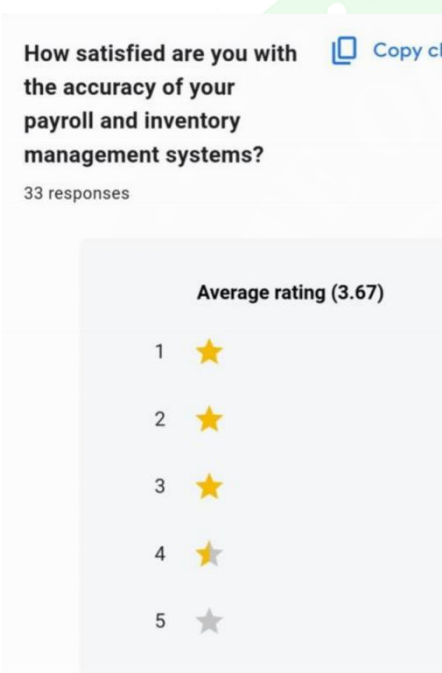 How satisfied are you with
Copy
the accuracy of your
payroll and inventory
management systems?
33 responses
Average rating (3.67)
1
2
3
4
5